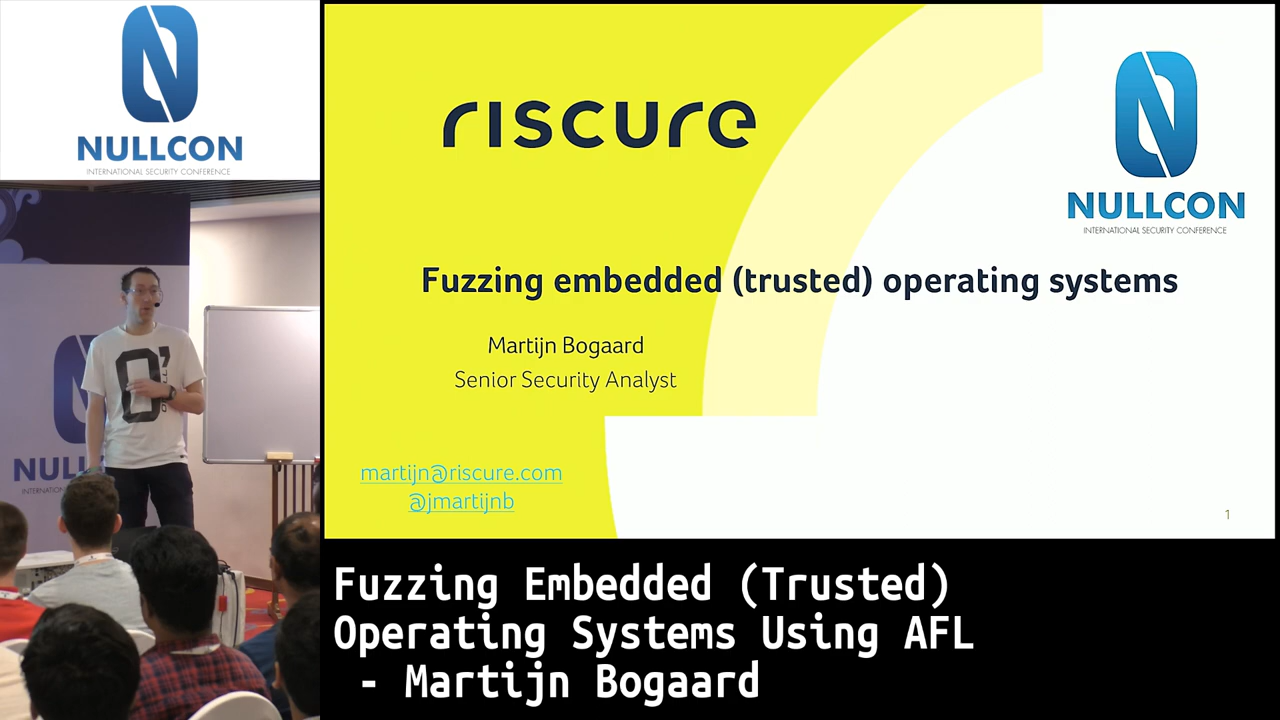 NULLCON
INTERNATIONAL SECURITY CONFERENCE
riscure
NULLCON
INTERNATIONAL SECURITY CONFERENCE
Fuzzing embedded (trusted) operating systems
Martijn Bogaard
Senior Security Analyst
martijn@riscure.com
@jmartijnb
1
NULL
Fuzzing Embedded (Trusted)
Operating Systems Using AFL
- Martijn Bogaard